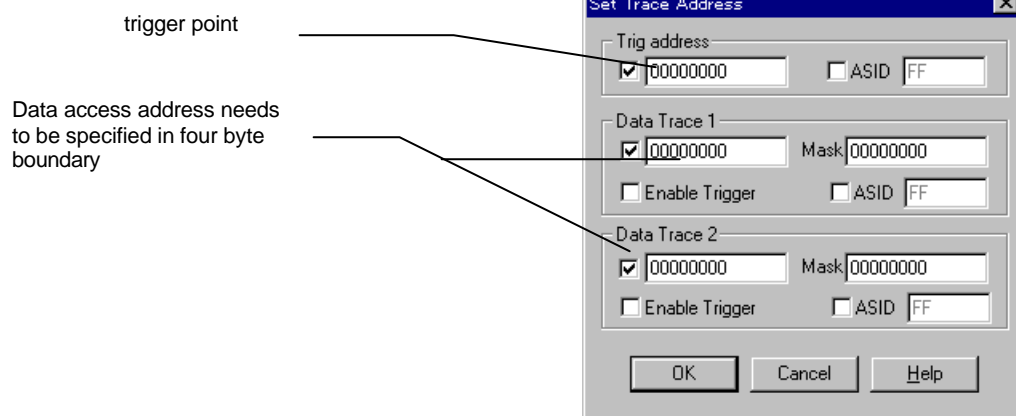 trigger point
Data access address needs
to be specified in four byte
boundary
Set Trace Address
Trig address
00000000 ASID FF
Data Trace 1
00000000 Mask 00000000
Enable Trigger ASID FF
Data Trace 2
00000000 Mask 00000000
Enable Trigger ASID FF
OK Cancel Help